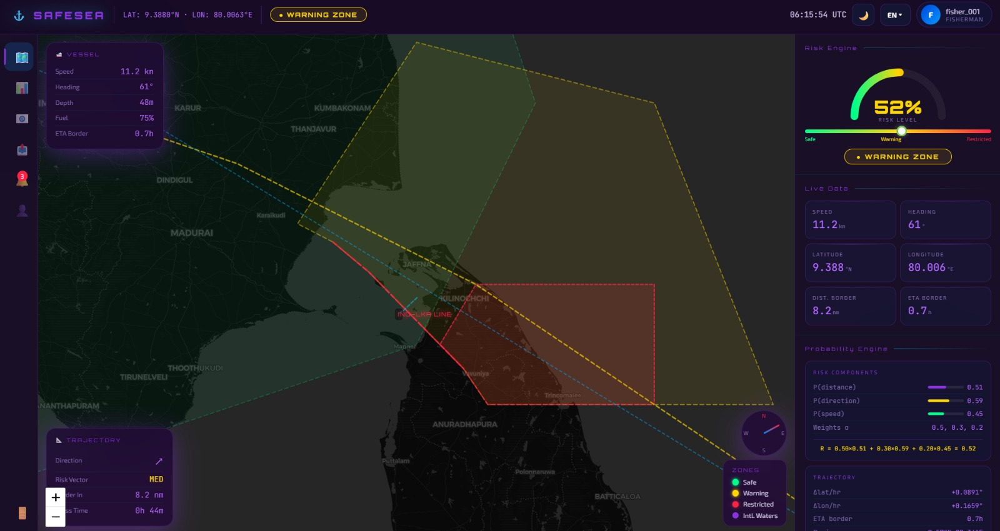 SAFESEA
LAT: 9.3880°N · LON: 80.0063°E
WARNING ZONE
06:15:54 UTC
EN
F
fisher_001
FISHERMAN
3
VESSEL
Speed 11.2 kn
Heading 61°
Depth 48m
Fuel 75%
ETA Border 0.7h
KARUR
KUMBAKONAM
THANJAVUR
DINDIGUL
Karaikudi
MADURAI
JAFFNA
KILINOCHCHI
IND-LKA LINE
Mannar
THOOTHUKUDI
TIRUNELVELI
Vavuniya
Trincomalee
ANANTHAPURAM
ANURADHAPURA
Puttalam
Polonnaruwa
BATTICALOA
TRAJECTORY
Direction ↗
Risk Vector MED
der In 8.2 nm
ss Time 0h 44m
+
−
N
W E
S
ZONES
Safe
Warning
Restricted
Intl. Waters
Risk Engine
52%
RISK LEVEL
Safe Warning Restricted
WARNING ZONE
Live Data
SPEED
11.2 kn
HEADING
61 °
LATITUDE
9.388 °N
LONGITUDE
80.006 °E
DIST. BORDER
8.2 nm
ETA BORDER
0.7 h
Probability Engine
RISK COMPONENTS
P(distance) 0.51
P(direction) 0.59
P(speed) 0.45
Weights α 0.5, 0.3, 0.2
R = 0.50×0.51 + 0.30×0.59 + 0.20×0.45 = 0.52
TRAJECTORY
Δlat/hr +0.0891°
Δlon/hr +0.1659°
ETA border 0.7h